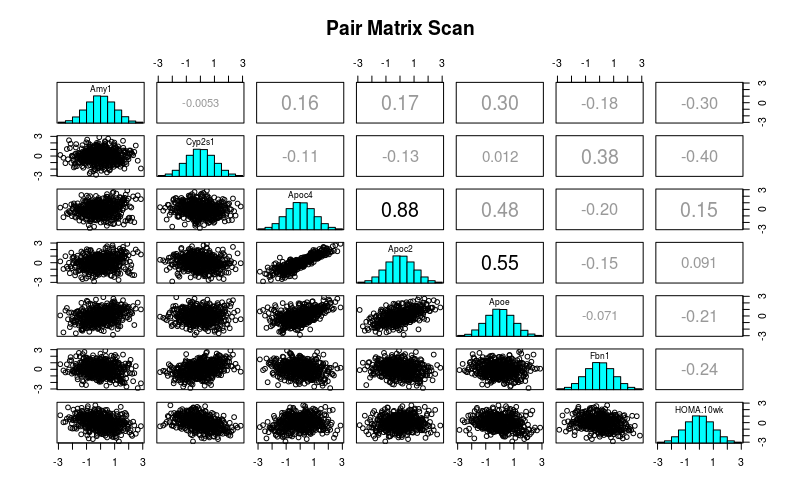 Pair Matrix Scan
-3 -1 1 3 -3 -1 1 3 -3 -1 1 3
Amy1 -0.0053 0.16 0.17 0.30 -0.18 -0.30 -3 0 3
-3 0 3 Cyp2s1 -0.11 -0.13 0.012 0.38 -0.40
Apoc4 0.88 0.48 -0.20 0.15 -3 0 3
-3 0 3 Apoc2 0.55 -0.15 0.091
Apoe -0.071 -0.21 -3 0 3
-3 0 3 Fbn1 -0.24
HOMA.10wk -3 0 3
-3 -1 1 3 -3 -1 1 3 -3 -1 1 3 -3 -1 1 3